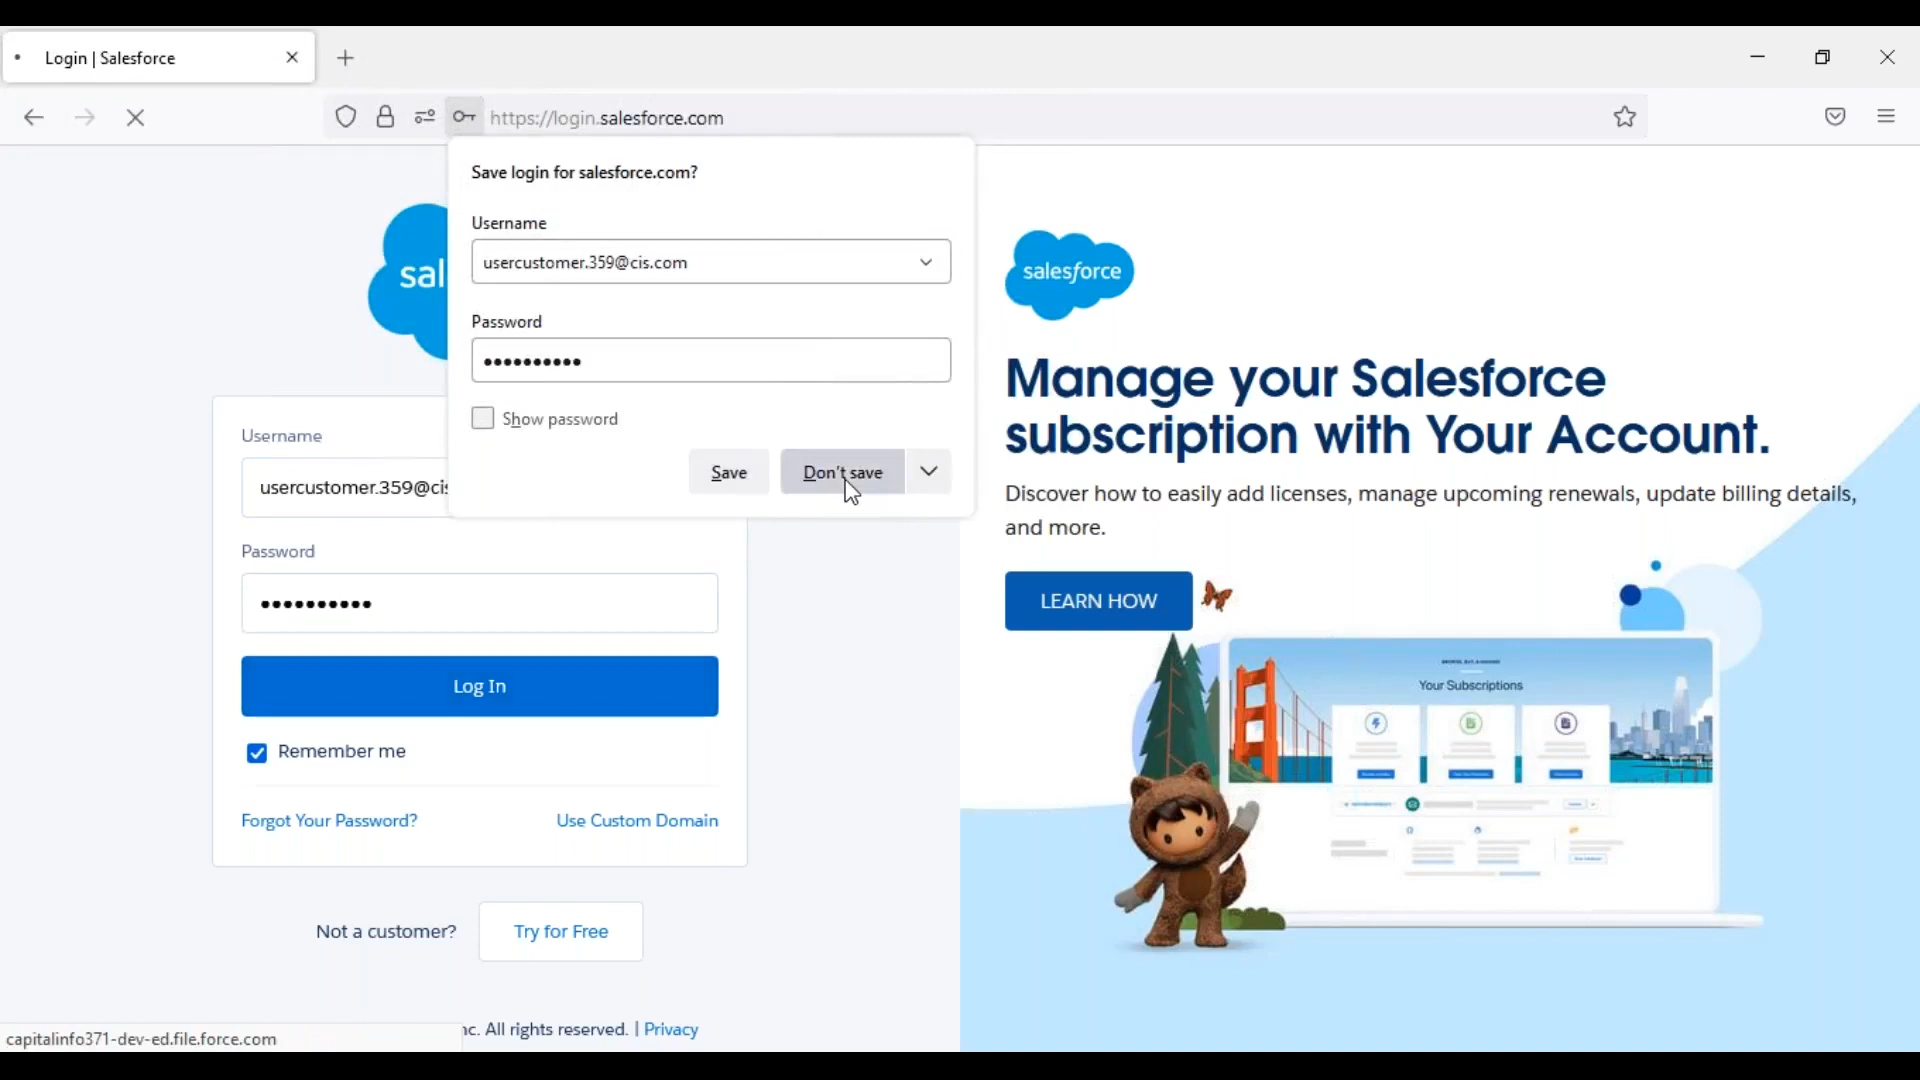 Login | Salesforce
https://login.salesforce.com
Save login for salesforce.com?
Username
usercustomer.359@cis.com
Password
••••••••••
Show password
Save
Don't save
sal
Username
usercustomer.359@cis
Password
••••••••••
Log In
Remember me
Forgot Your Password?
Use Custom Domain
Not a customer?
Try for Free
nc. All rights reserved. | Privacy
capitalinfo371-dev-ed.file.force.com
salesforce
Manage your Salesforce
subscription with Your Account.
Discover how to easily add licenses, manage upcoming renewals, update billing details,
and more.
LEARN HOW
Your Subscriptions